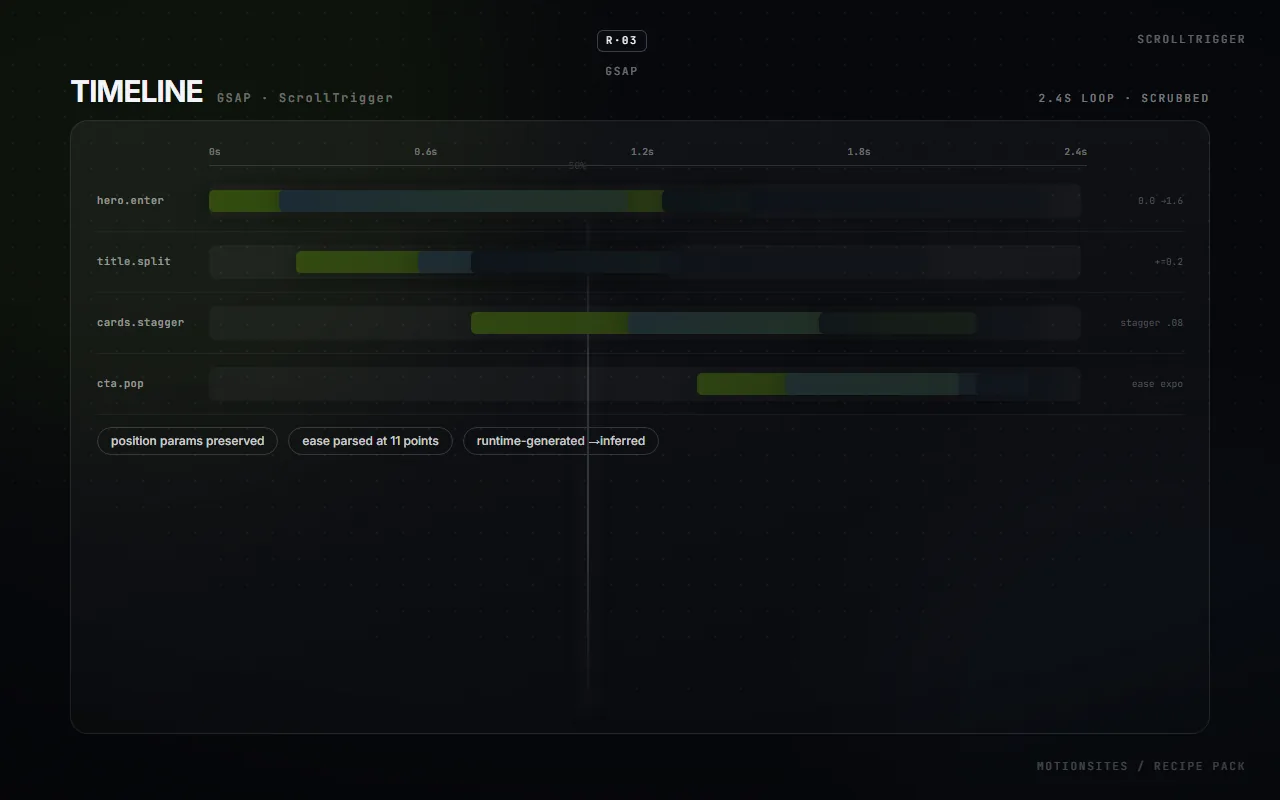 R·03
SCROLLTRIGGER
GSAP
TIMELINE GSAP · ScrollTrigger
2.4S LOOP · SCRUBBED
0s 0.6s 1.2s 1.8s 2.4s
50%
hero.enter 0.0 →1.6
title.split +=0.2
cards.stagger stagger .08
cta.pop ease expo
position params preserved ease parsed at 11 points runtime-generated →inferred
MOTIONSITES / RECIPE PACK